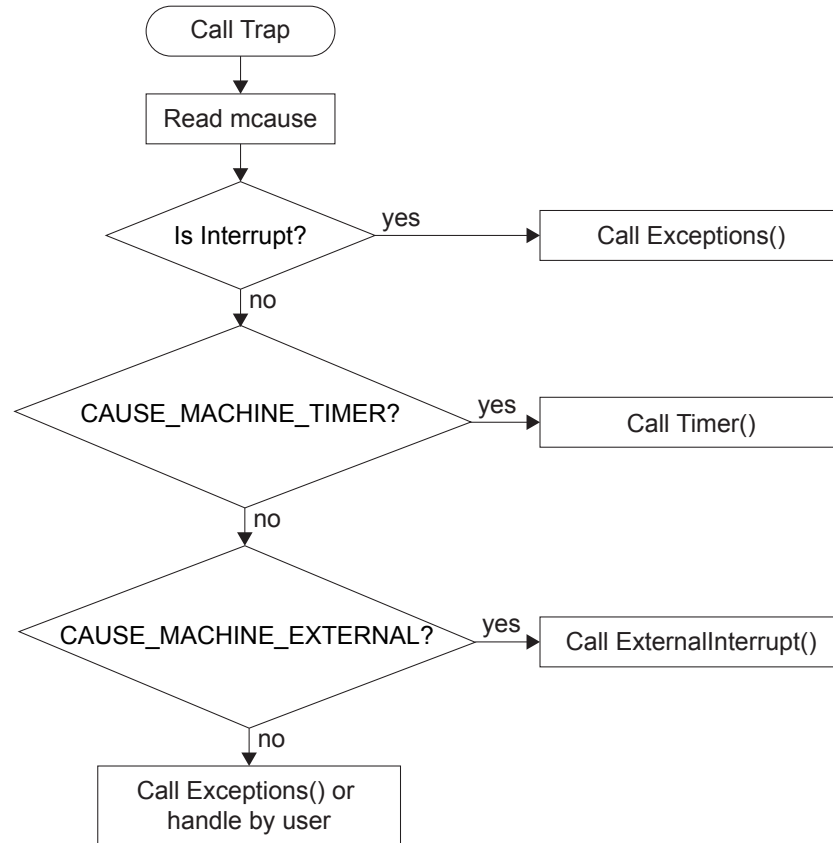 Call Trap
Read mcause
Is Interrupt?
yes
Call Exceptions()
no
CAUSE_MACHINE_TIMER?
yes
Call Timer()
no
CAUSE_MACHINE_EXTERNAL?
yes
Call ExternalInterrupt()
no
Call Exceptions() or
handle by user